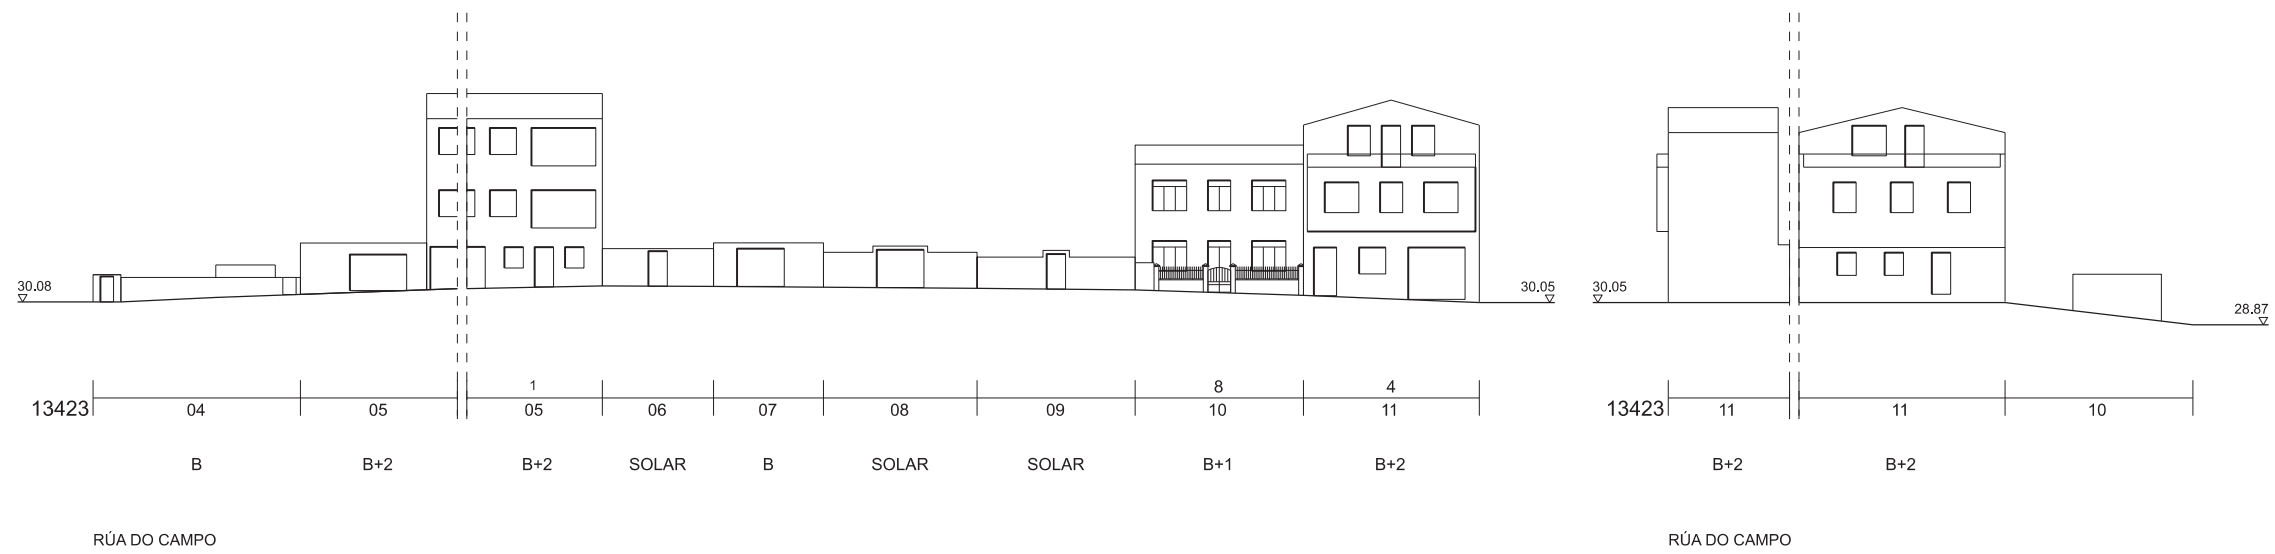 30.08
30.05
30.05
28.87
1 8 4
13423 04 05 05 06 07 08 09 10 11
13423 11 11 10
B B+2 B+2 SOLAR B SOLAR SOLAR B+1 B+2
B+2 B+2
RÚA DO CAMPO
RÚA DO CAMPO